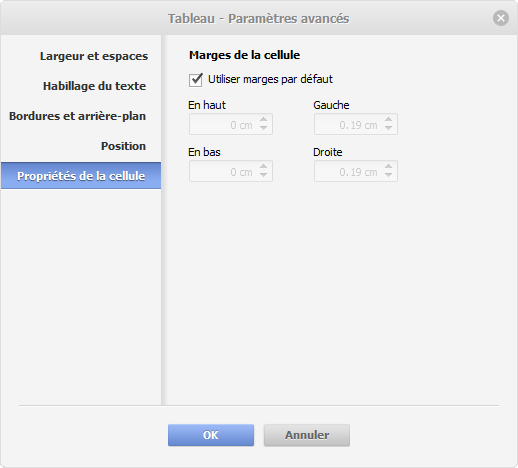 Tableau - Paramètres avancés
Largeur et espaces
Habillage du texte
Bordures et arrière-plan
Position
Propriétés de la cellule
Marges de la cellule
Utiliser marges par défaut
En haut Gauche
0 cm 0.19 cm
En bas Droite
0 cm 0.19 cm
OK Annuler